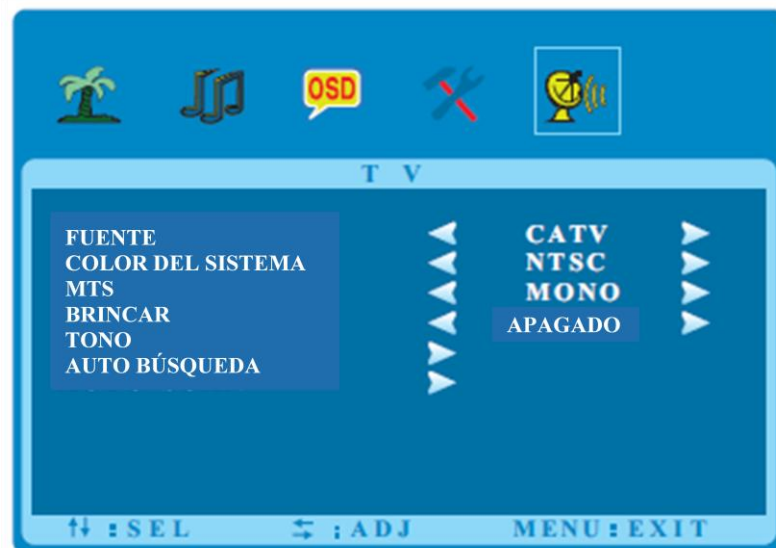 OSD
T V
FUENTE CATV
COLOR DEL SISTEMA NTSC
MTS MONO
BRINCAR APAGADO
TONO
AUTO BÚSQUEDA
:SEL ;ADJ MENU:EXIT